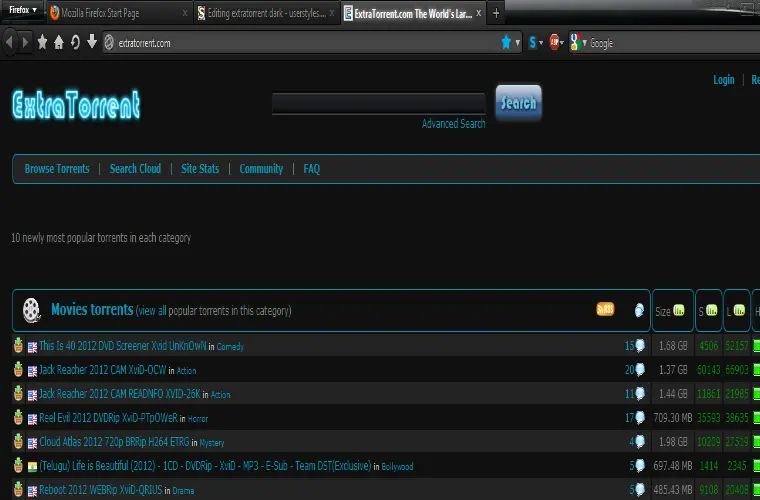 Firefox
Mozilla Firefox Start Page
Editing extratorrent dark - userstyles....
ExtraTorrent.com The World's Lar...
extratorrent.com
Google
Login | Re
ExtraTorrent
Search
Advanced Search
Browse Torrents | Search Cloud | Site Stats | Community | FAQ
10 newly most popular torrents in each category
Movies torrents (view all popular torrents in this category) RSS Size S L H
This Is 40 2012 DVD Screener Xvid UnKnOwN in Comedy 15 1.68 GB 4506 52157
Jack Reacher 2012 CAM XviD-OCW in Action 20 1.37 GB 60143 66903
Jack Reacher 2012 CAM READNFO XVID-26K in Action 11 1.44 GB 11861 21985
Reel Evil 2012 DVDRip XviD-PTpOWeR in Horror 17 709.30 MB 35593 38635
Cloud Atlas 2012 720p BRRip H264 ETRG in Mystery 4 1.98 GB 10209 27519
(Telugu) Life is Beautiful (2012) - 1CD - DVDRip - XviD - MP3 - E-Sub - Team DST(Exclusive) in Bollywood 5 697.48 MB 1414 2345
Reboot 2012 WEBRip XviD-QRIUS in Drama 5 485.43 MB 9108 20408